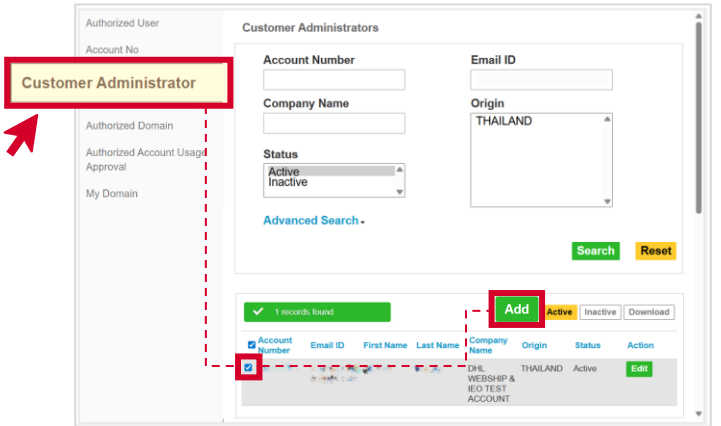 Authorized User
Account No
Customer Administrator
Authorized Domain
Authorized Account Usage
Approval
My Domain
Customer Administrators
Account Number
Email ID
Company Name
Origin
THAILAND
Status
Active
Inactive
Advanced Search
Search
Reset
1 records found
Add
Active
Inactive
Download
Account Number
Email ID
First Name
Last Name
Company Name
Origin
Status
Action
DHL
WEBSHIP &
IEO TEST
ACCOUNT
THAILAND
Active
Edit